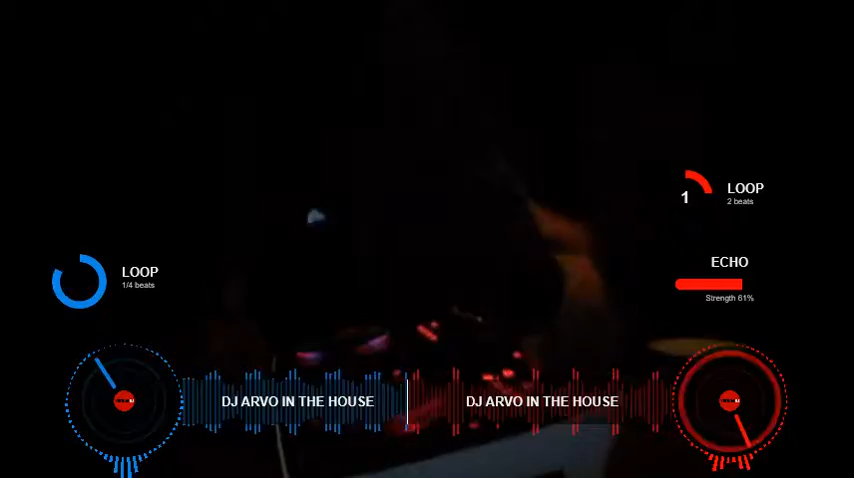 1
LOOP
2 beats
ECHO
Strength 61%
LOOP
1/4 beats
DJ ARVO IN THE HOUSE
DJ ARVO IN THE HOUSE